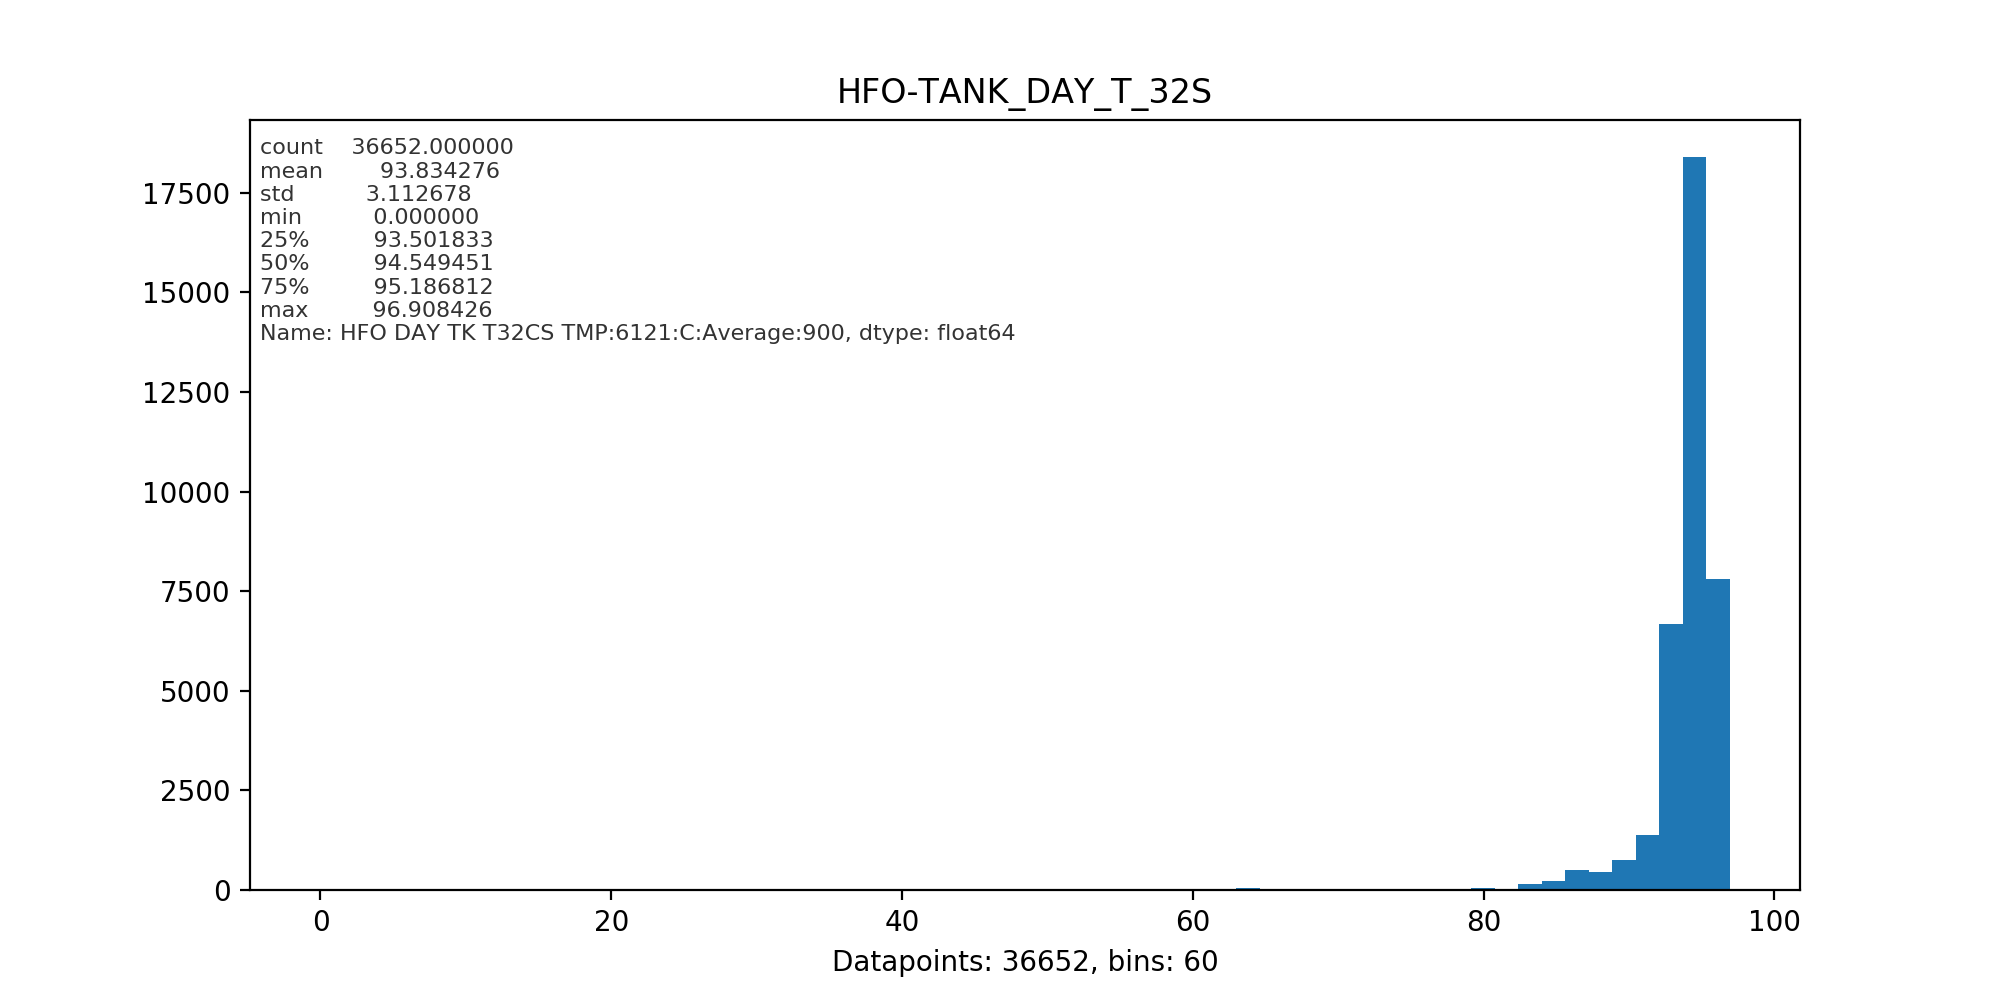 HFO-TANK_DAY_T_32S
count 36652.000000
mean 93.834276
std 3.112678
min 0.000000
25% 93.501833
50% 94.549451
75% 95.186812
max 96.908426
Name: HFO DAY TK T32CS TMP:6121:C:Average:900, dtype: float64
17500
15000
12500
10000
7500
5000
2500
0
0 20 40 60 80 100
Datapoints: 36652, bins: 60